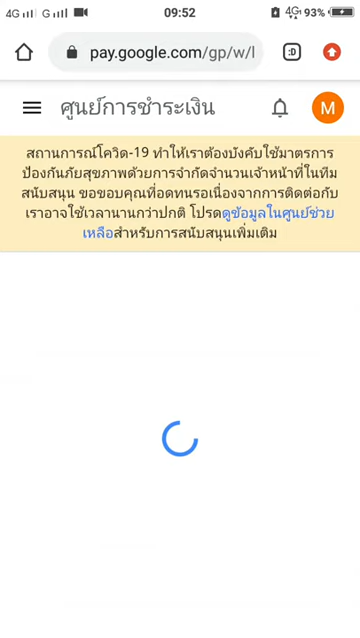 4G G 09:52 4G 93%
:D pay.google.com/gp/w/l
ศูนย์การชำระเงิน M
สถานการณ์โควิด-19 ทำให้เราต้องบังคับใช้มาตรการ
ป้องกันภัยสุขภาพด้วยการจำกัดจำนวนเจ้าหน้าที่ในทีม
สนับสนุน ขอขอบคุณที่อดทนรอเนื่องจากการติดต่อกับ
เราอาจใช้เวลานานกว่าปกติ โปรดดูข้อมูลในศูนย์ช่วย
เหลือสำหรับการสนับสนุนเพิ่มเติม